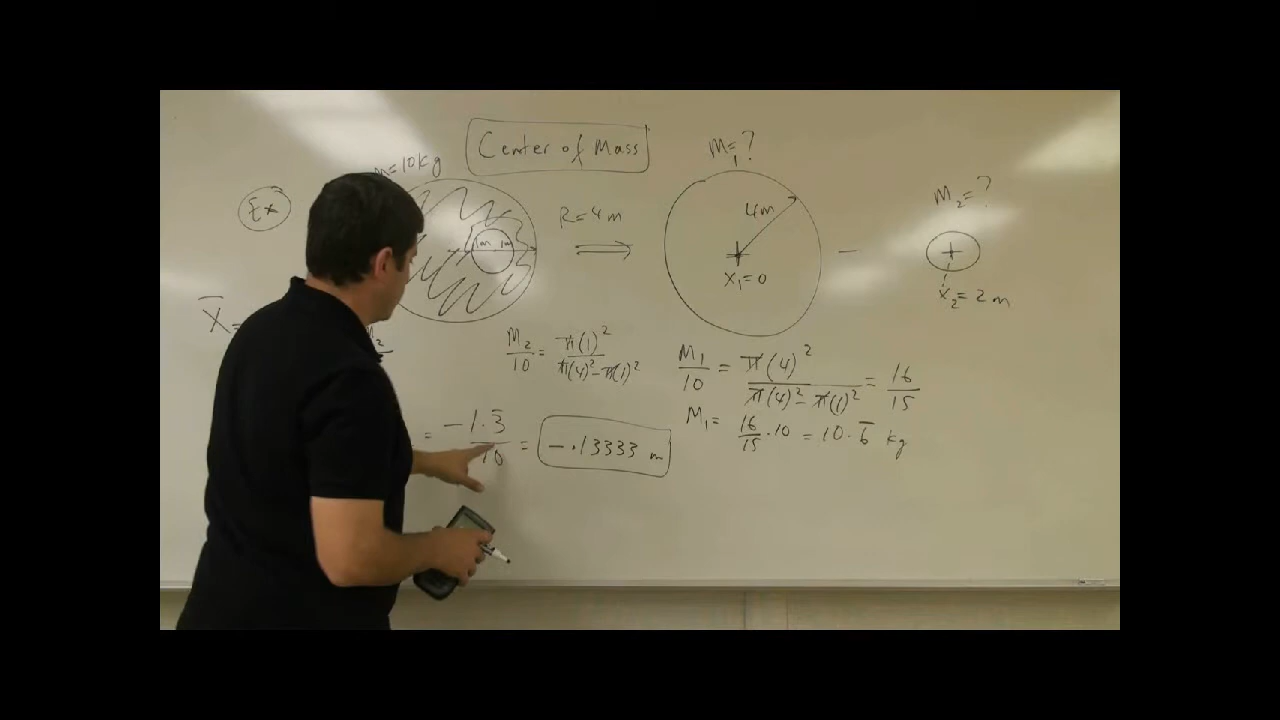 Center of Mass
M₁=?
m=10kg
Ex
R=4m
4m
M₂=?
1m 1m
X₁=0
X₂=2m
X̄=
M₂/10 = π(1)²/π(4)²-π(1)²
M₁/10 = π(4)²/π(4)²-π(1)² = 16/15
M₁= 16/15 · 10 = 10.6̅ kg
= -1.3̅/10 = -.13333 m